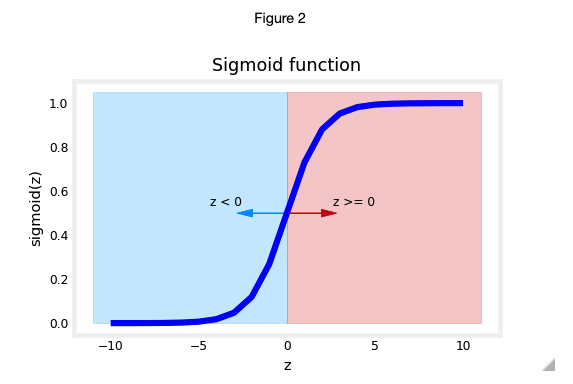 Figure 2
Sigmoid function
1.0
0.8
0.6
0.4
0.2
0.0
sigmoid(z)
z < 0
z >= 0
−10
−5
0
5
10
z